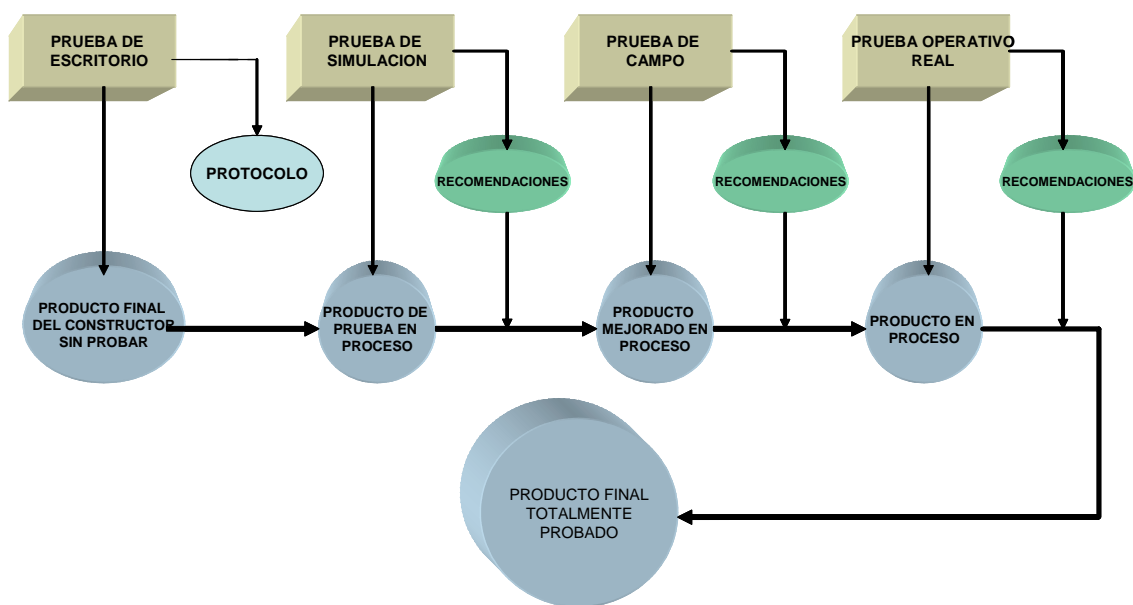 PRUEBA DE
ESCRITORIO
PRUEBA DE
SIMULACION
PRUEBA DE
CAMPO
PRUEBA OPERATIVO
REAL
PROTOCOLO
RECOMENDACIONES
RECOMENDACIONES
RECOMENDACIONES
PRODUCTO FINAL
DEL CONSTRUCTOR
SIN PROBAR
PRODUCTO DE
PRUEBA EN
PROCESO
PRODUCTO
MEJORADO EN
PROCESO
PRODUCTO EN
PROCESO
PRODUCTO FINAL
TOTALMENTE
PROBADO